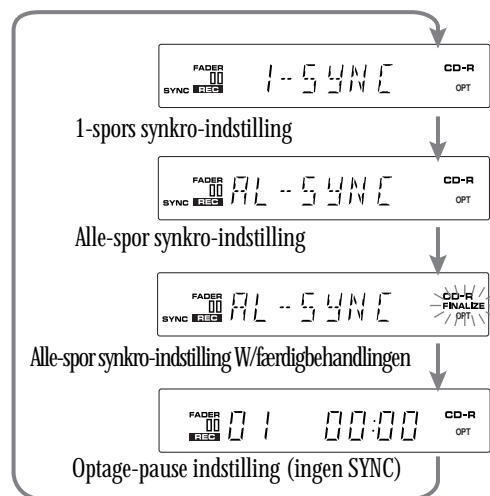 FADER
1-SYNC
CD-R
SYNC REC
OPT
1-spors synkro-indstilling
FADER
AL-SYNC
CD-R
SYNC REC
OPT
Alle-spor synkro-indstilling
FADER
AL-SYNC
CD-R
FINALIZE
SYNC REC
OPT
Alle-spor synkro-indstilling W/færdigbehandlingen
FADER
01 00:00
CD-R
REC
OPT
Optage-pause indstilling (ingen SYNC)